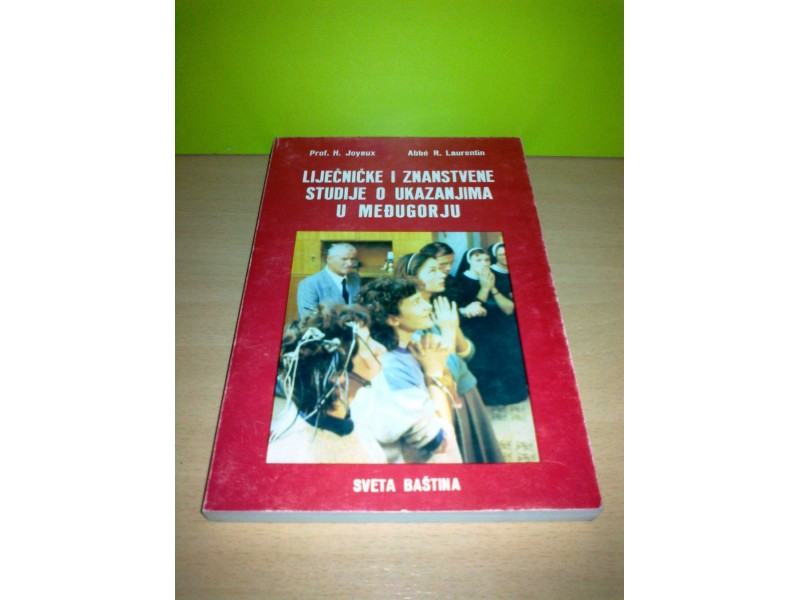 Prof. H. Joyeux Abbé R. Laurentin
LIJEČNIČKE I ZNANSTVENE
STUDIJE O UKAZANJIMA
U MEĐUGORJU
SVETA BAŠTINA